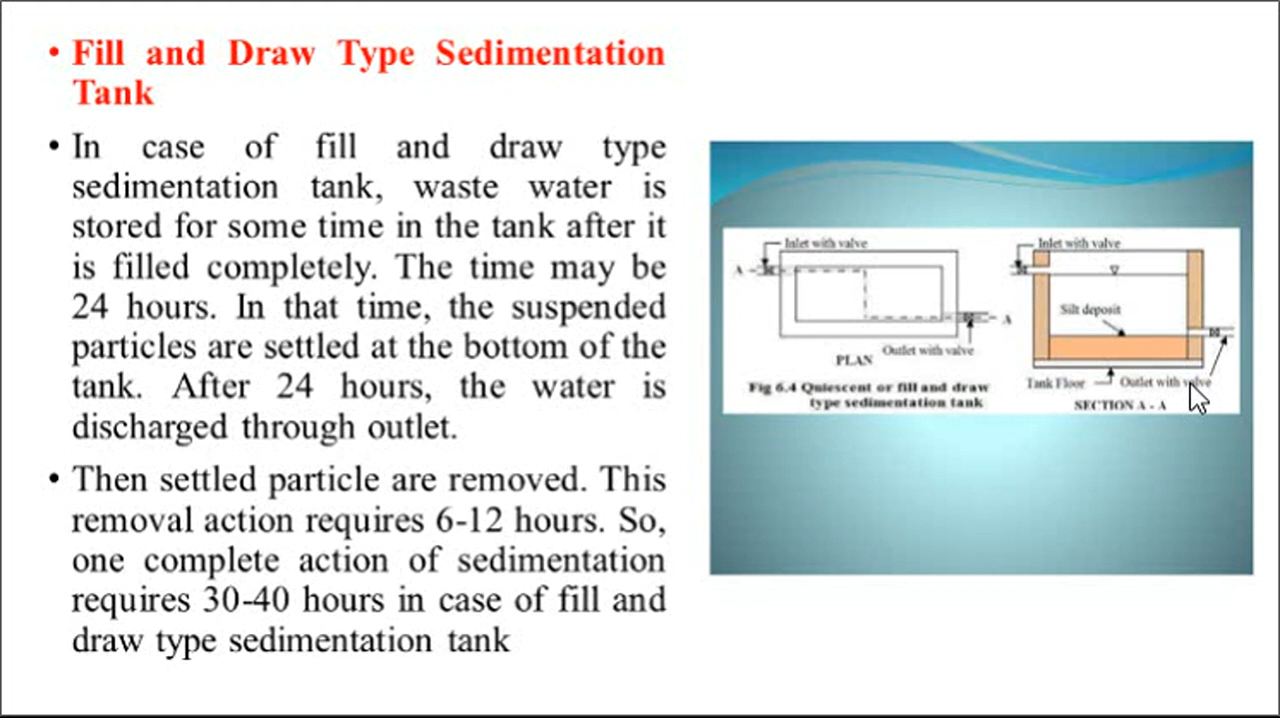 • Fill and Draw Type Sedimentation
Tank
• In case of fill and draw type
sedimentation tank, waste water is
stored for some time in the tank after it
is filled completely. The time may be
24 hours. In that time, the suspended
particles are settled at the bottom of the
tank. After 24 hours, the water is
discharged through outlet.
• Then settled particle are removed. This
removal action requires 6-12 hours. So,
one complete action of sedimentation
requires 30-40 hours in case of fill and
draw type sedimentation tank
Inlet with valve
A
A
Outlet with valve
PLAN
Fig 6.4 Quiescent or fill and draw
type sedimentation tank
Inlet with valve
Silt deposit
Tank Floor
Outlet with valve
SECTION A - A